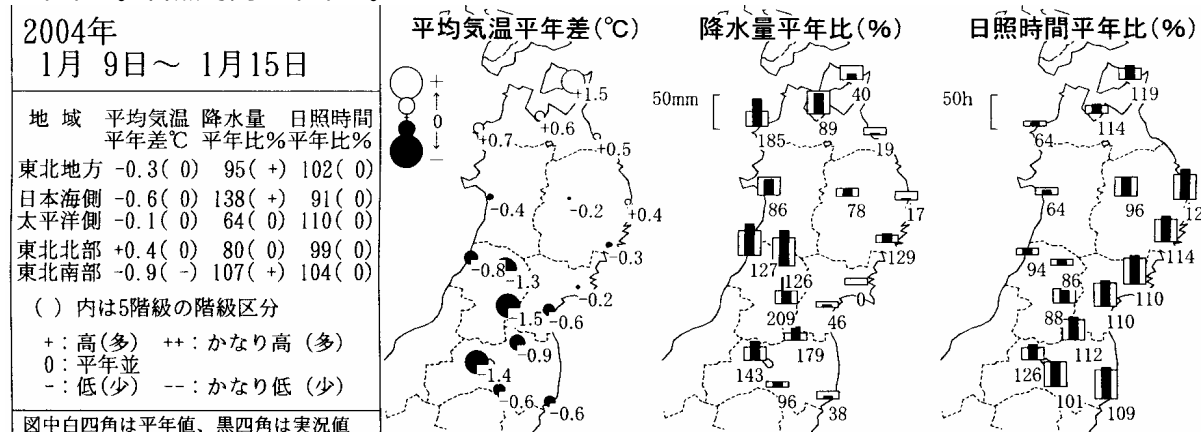 2004年
1月 9日～ 1月15日
地 域 平均気温 降水量 日照時間
平年差℃ 平年比% 平年比%
東北地方 -0.3( 0) 95( +) 102( 0)
日本海側 -0.6( 0) 138( +) 91( 0)
太平洋側 -0.1( 0) 64( 0) 110( 0)
東北北部 +0.4( 0) 80( 0) 99( 0)
東北南部 -0.9( -) 107( +) 104( 0)
( ) 内は5階級の階級区分
+：高(多) ++：かなり高 (多)
0：平年並
-：低(少) --：かなり低 (少)
図中白四角は平年値、黒四角は実況値
平均気温平年差(℃)
+
0
-
+1.5
+0.6
+0.7
+0.5
-0.4
-0.2
+0.4
-0.3
-0.8
-1.3
-0.2
-1.5
-0.6
-0.9
-1.4
-0.6
-0.6
降水量平年比(%)
50mm
40
89
185
19
86
78
17
129
127
126
0
209
46
179
143
96
38
日照時間平年比(%)
50h
119
114
64
64
96
114
94
86
110
88
110
112
126
101
109